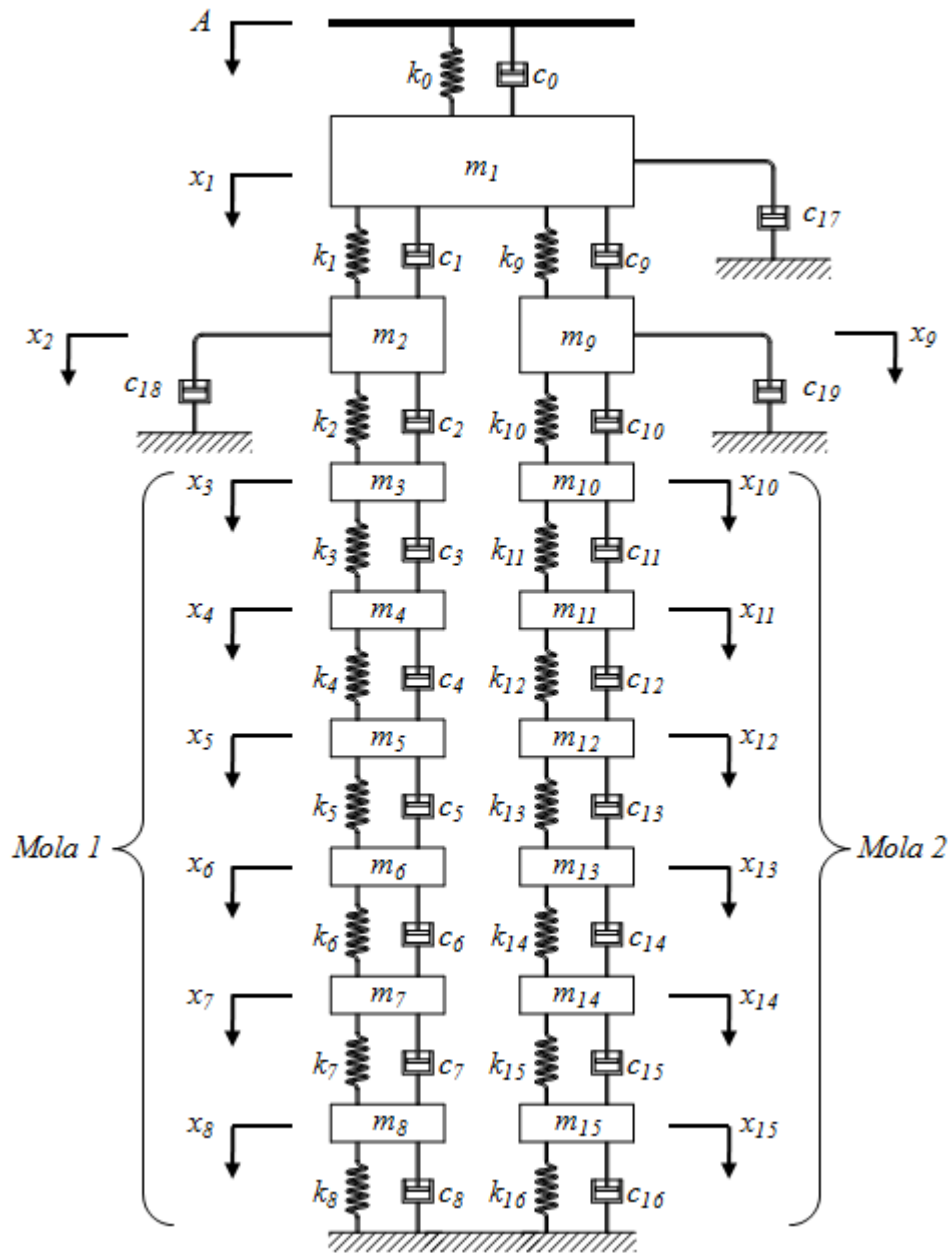 A
k0 c0
m1
x1
c17
k1 c1 k9 c9
x2 m2 m9 x9
c18 c19
k2 c2 k10 c10
x3 m3 m10 x10
k3 c3 k11 c11
x4 m4 m11 x11
k4 c4 k12 c12
x5 m5 m12 x12
k5 c5 k13 c13
Mola 1 Mola 2
x6 m6 m13 x13
k6 c6 k14 c14
x7 m7 m14 x14
k7 c7 k15 c15
x8 m8 m15 x15
k8 c8 k16 c16